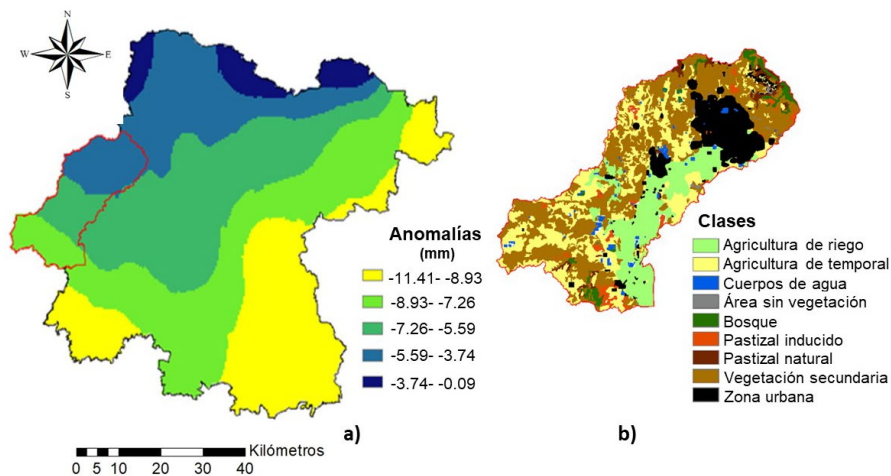 N
W E
S
Anomalías
(mm)
-11.41- -8.93
-8.93- -7.26
-7.26- -5.59
-5.59- -3.74
-3.74- -0.09
Kilómetros
0 5 10 20 30 40
a)
Clases
Agricultura de riego
Agricultura de temporal
Cuerpos de agua
Área sin vegetación
Bosque
Pastizal inducido
Pastizal natural
Vegetación secundaria
Zona urbana
b)